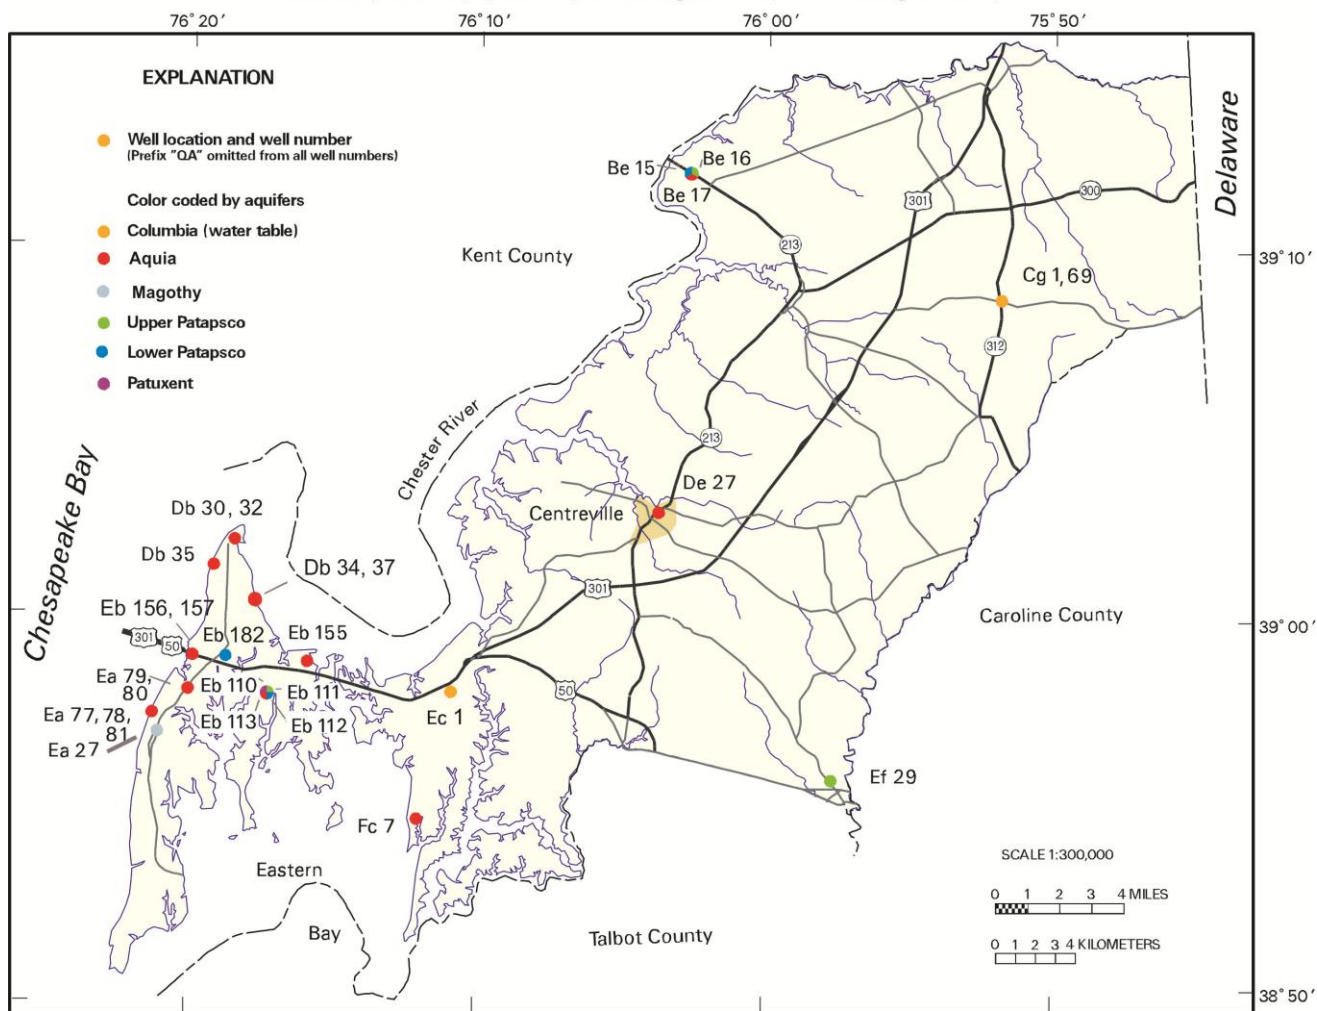 76°20′ 76°10′ 76°00′ 75°50′
EXPLANATION
Well location and well number
(Prefix "QA" omitted from all well numbers)
Color coded by aquifers
Columbia (water table)
Aquia
Magothy
Upper Patapsco
Lower Patapsco
Patuxent
Be 15
Be 16
Be 17
Delaware
300
301
213
Kent County
39°10′
Cg 1,69
312
Chester River
213
Chesapeake Bay
De 27
Centreville
Db 30, 32
Db 35
Db 34, 37
301
Caroline County
Eb 156, 157
301
50
Eb 182
Eb 155
39°00′
Ea 79,
80
Eb 110
Eb 111
Eb 113
Eb 112
Ec 1
50
Ea 77, 78,
81
Ea 27
Ef 29
Fc 7
SCALE 1:300,000
0 1 2 3 4 MILES
0 1 2 3 4 KILOMETERS
Eastern
Bay
Talbot County
38°50′